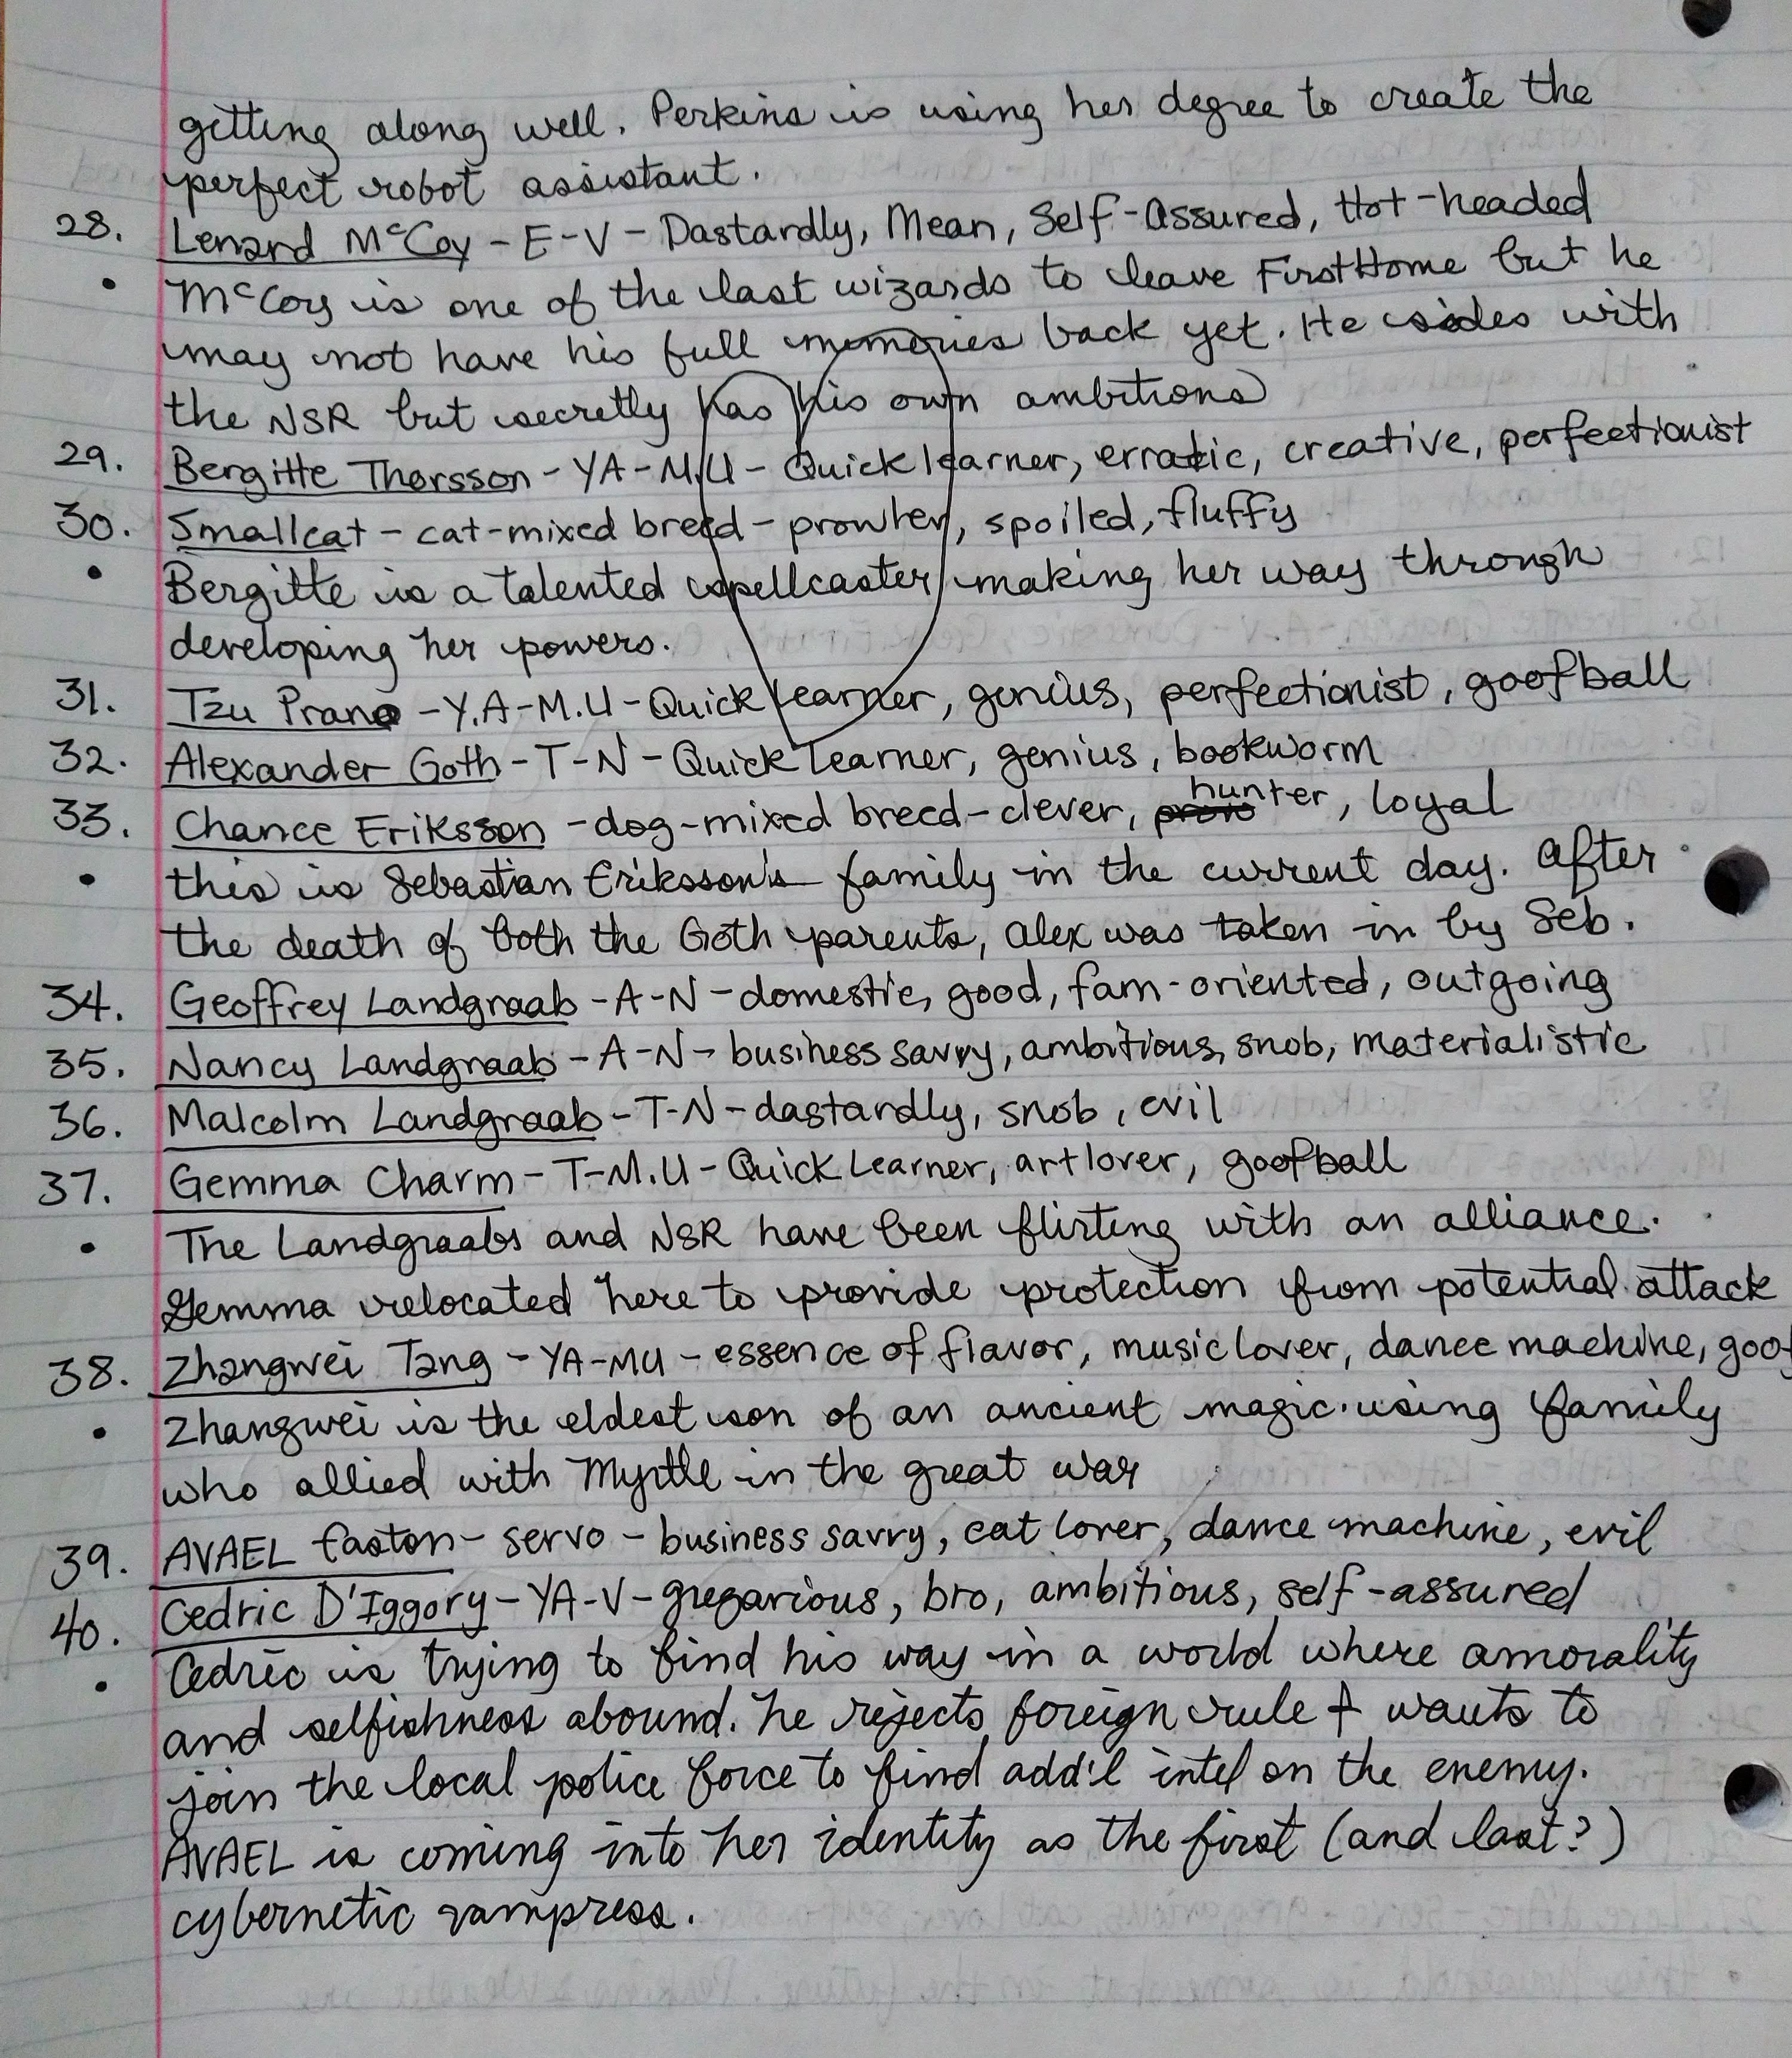 getting along well. Perkins is using her degree to create the
perfect robot assistant.
28. Lenard McCoy - E-V - Dastardly, Mean, Self-Assured, Hot-headed
• McCoy is one of the last wizards to leave FirstHome but he
may not have his full memories back yet. He sides with
the NSR but secretly has his own ambitions
29. Bergitte Thorsson - YA-M.U - Quick learner, erratic, creative, perfectionist
30. Smallcat - cat-mixed breed - prowler, spoiled, fluffy
• Bergitte is a talented spellcaster making her way through
developing her powers.
31. Tzu Prano - Y.A-M.U - Quick learner, genius, perfectionist, goofball
32. Alexander Goth - T-N - Quick Learner, genius, bookworm
33. Chance Eriksson - dog-mixed breed - clever, hunter, loyal
• this is Sebastian Eriksson's family in the current day. After
the death of both the Goth parents, Alex was taken in by Seb.
34. Geoffrey Landgraab - A-N - domestic, good, fam-oriented, outgoing
35. Nancy Landgraab - A-N - business savvy, ambitious, snob, materialistic
36. Malcolm Landgraab - T-N - dastardly, snob, evil
37. Gemma Charm - T-M.U - Quick Learner, art lover, goofball
• The Landgraabs and NSR have been flirting with an alliance.
Gemma relocated here to provide protection from potential attack
38. Zhangwei Tang - YA-MU - essence of flavor, music lover, dance machine, goof
• Zhangwei is the eldest son of an ancient magic-using family
who allied with Myrtle in the great war
39. AVAEL Easton - servo - business savvy, cat lover, dance machine, evil
40. Cedric D'Iggory - YA-V - gregarious, bro, ambitious, self-assured
• Cedric is trying to find his way in a world where amorality
and selfishness abound. he rejects foreign rule + wants to
join the local police force to find add'l intel on the enemy.
AVAEL is coming into her identity as the first (and last?)
cybernetic vampress.